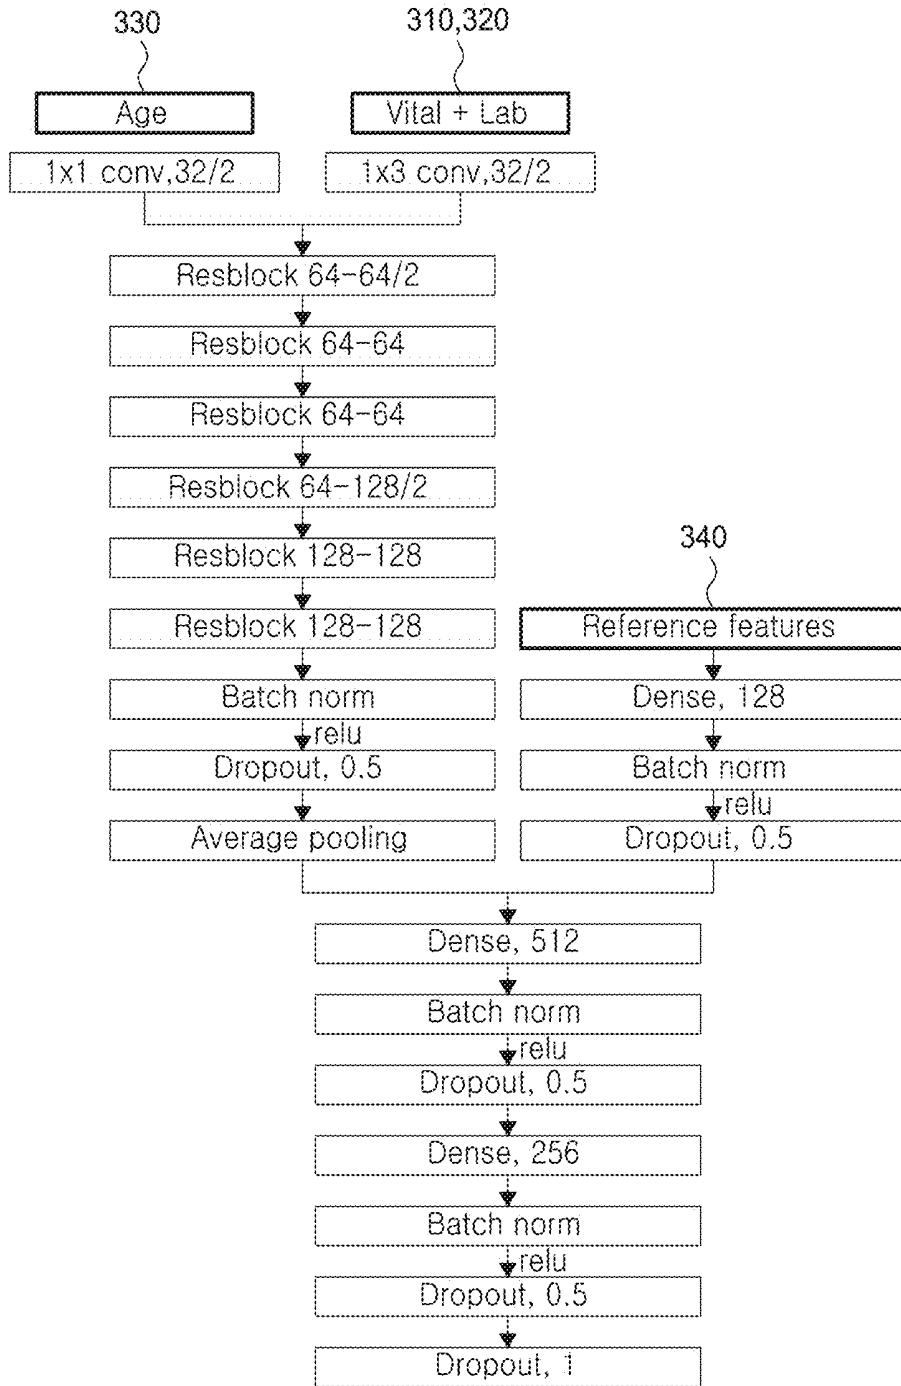 330
310,320
Age
Vital + Lab
1x1 conv,32/2
1x3 conv,32/2
Resblock 64-64/2
Resblock 64-64
Resblock 64-64
Resblock 64-128/2
Resblock 128-128
340
Resblock 128-128
Reference features
Batch norm
Dense, 128
relu
Dropout, 0.5
Batch norm
relu
Average pooling
Dropout, 0.5
Dense, 512
Batch norm
relu
Dropout, 0.5
Dense, 256
Batch norm
relu
Dropout, 0.5
Dropout, 1